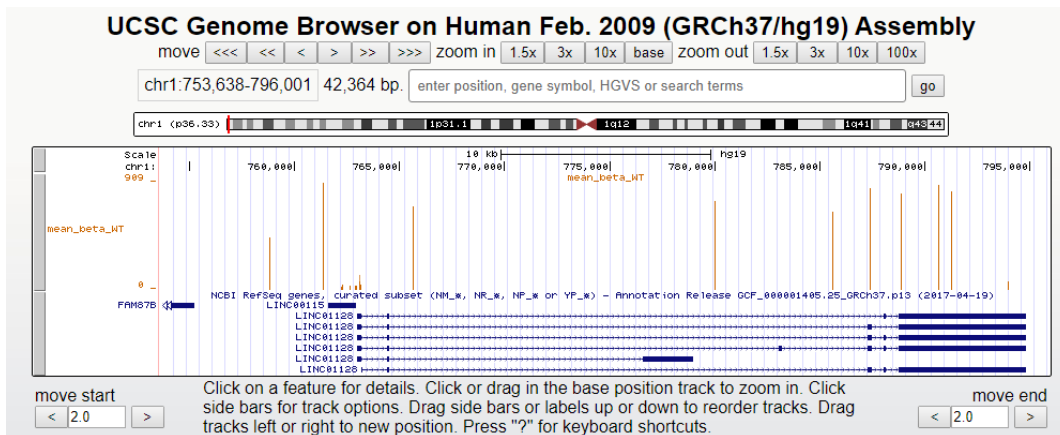 UCSC Genome Browser on Human Feb. 2009 (GRCh37/hg19) Assembly
move <<< << < > >> >>> zoom in 1.5x 3x 10x base zoom out 1.5x 3x 10x 100x
chr1:753,638-796,001 42,364 bp. enter position, gene symbol, HGVS or search terms go
chr1 (p36.33) 1p31.1 1q12 1q41 q43 44
Scale 10 kb hg19
chr1: 760,000 765,000 770,000 775,000 780,000 785,000 790,000 795,000
909 _ mean_beta_WT
mean_beta_WT
0 _
NCBI RefSeq genes, curated subset (NM_*, NR_*, NP_* or YP_*) - Annotation Release GCF_000001405.25_GRCh37.p13 (2017-04-19)
FAM87B LINC00115
LINC01128
LINC01128
LINC01128
LINC01128
LINC01128
LINC01128
move start Click on a feature for details. Click or drag in the base position track to zoom in. Click move end
< 2.0 > side bars for track options. Drag side bars or labels up or down to reorder tracks. Drag < 2.0 >
tracks left or right to new position. Press "?" for keyboard shortcuts.